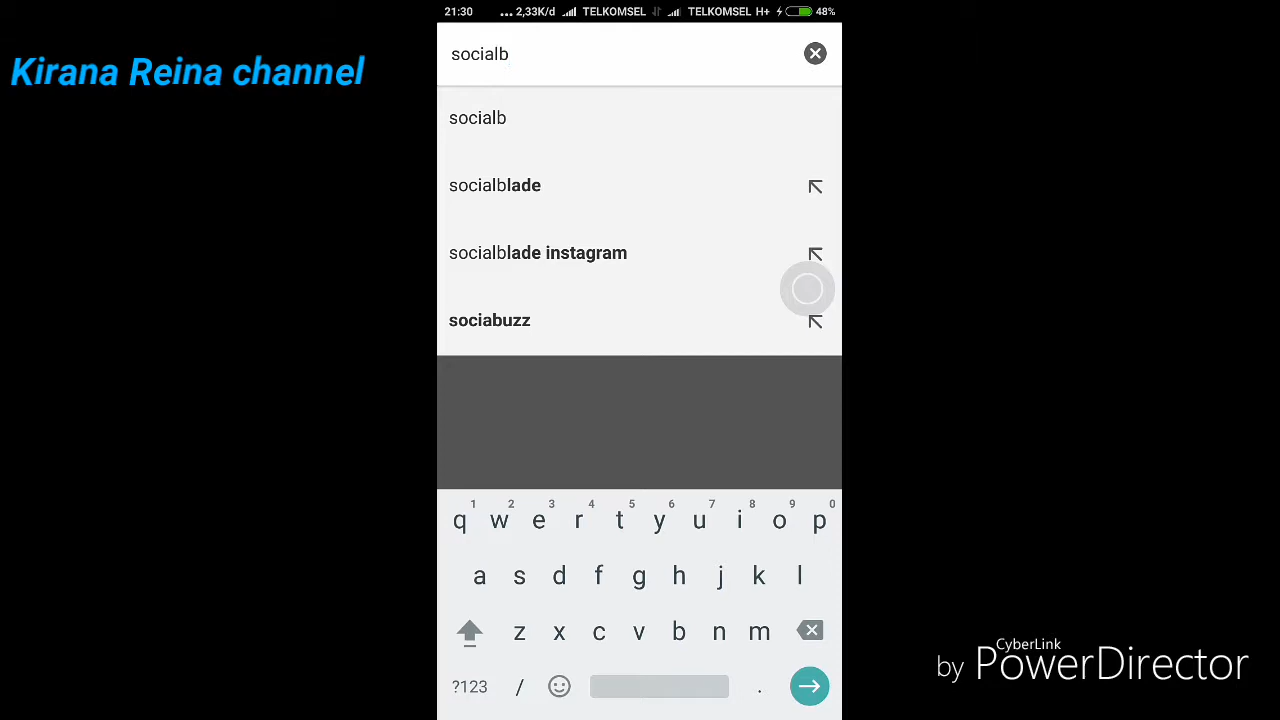 21:30 ... 2,33K/d TELKOMSEL TELKOMSEL H+ 48%
Kirana Reina channel
socialb
socialb
socialblade
socialblade instagram
sociabuzz
1 2 3 4 5 6 7 8 9 0
q w e r t y u i o p
a s d f g h j k l
z x c v b n m
?123 / .
CyberLink
by PowerDirector